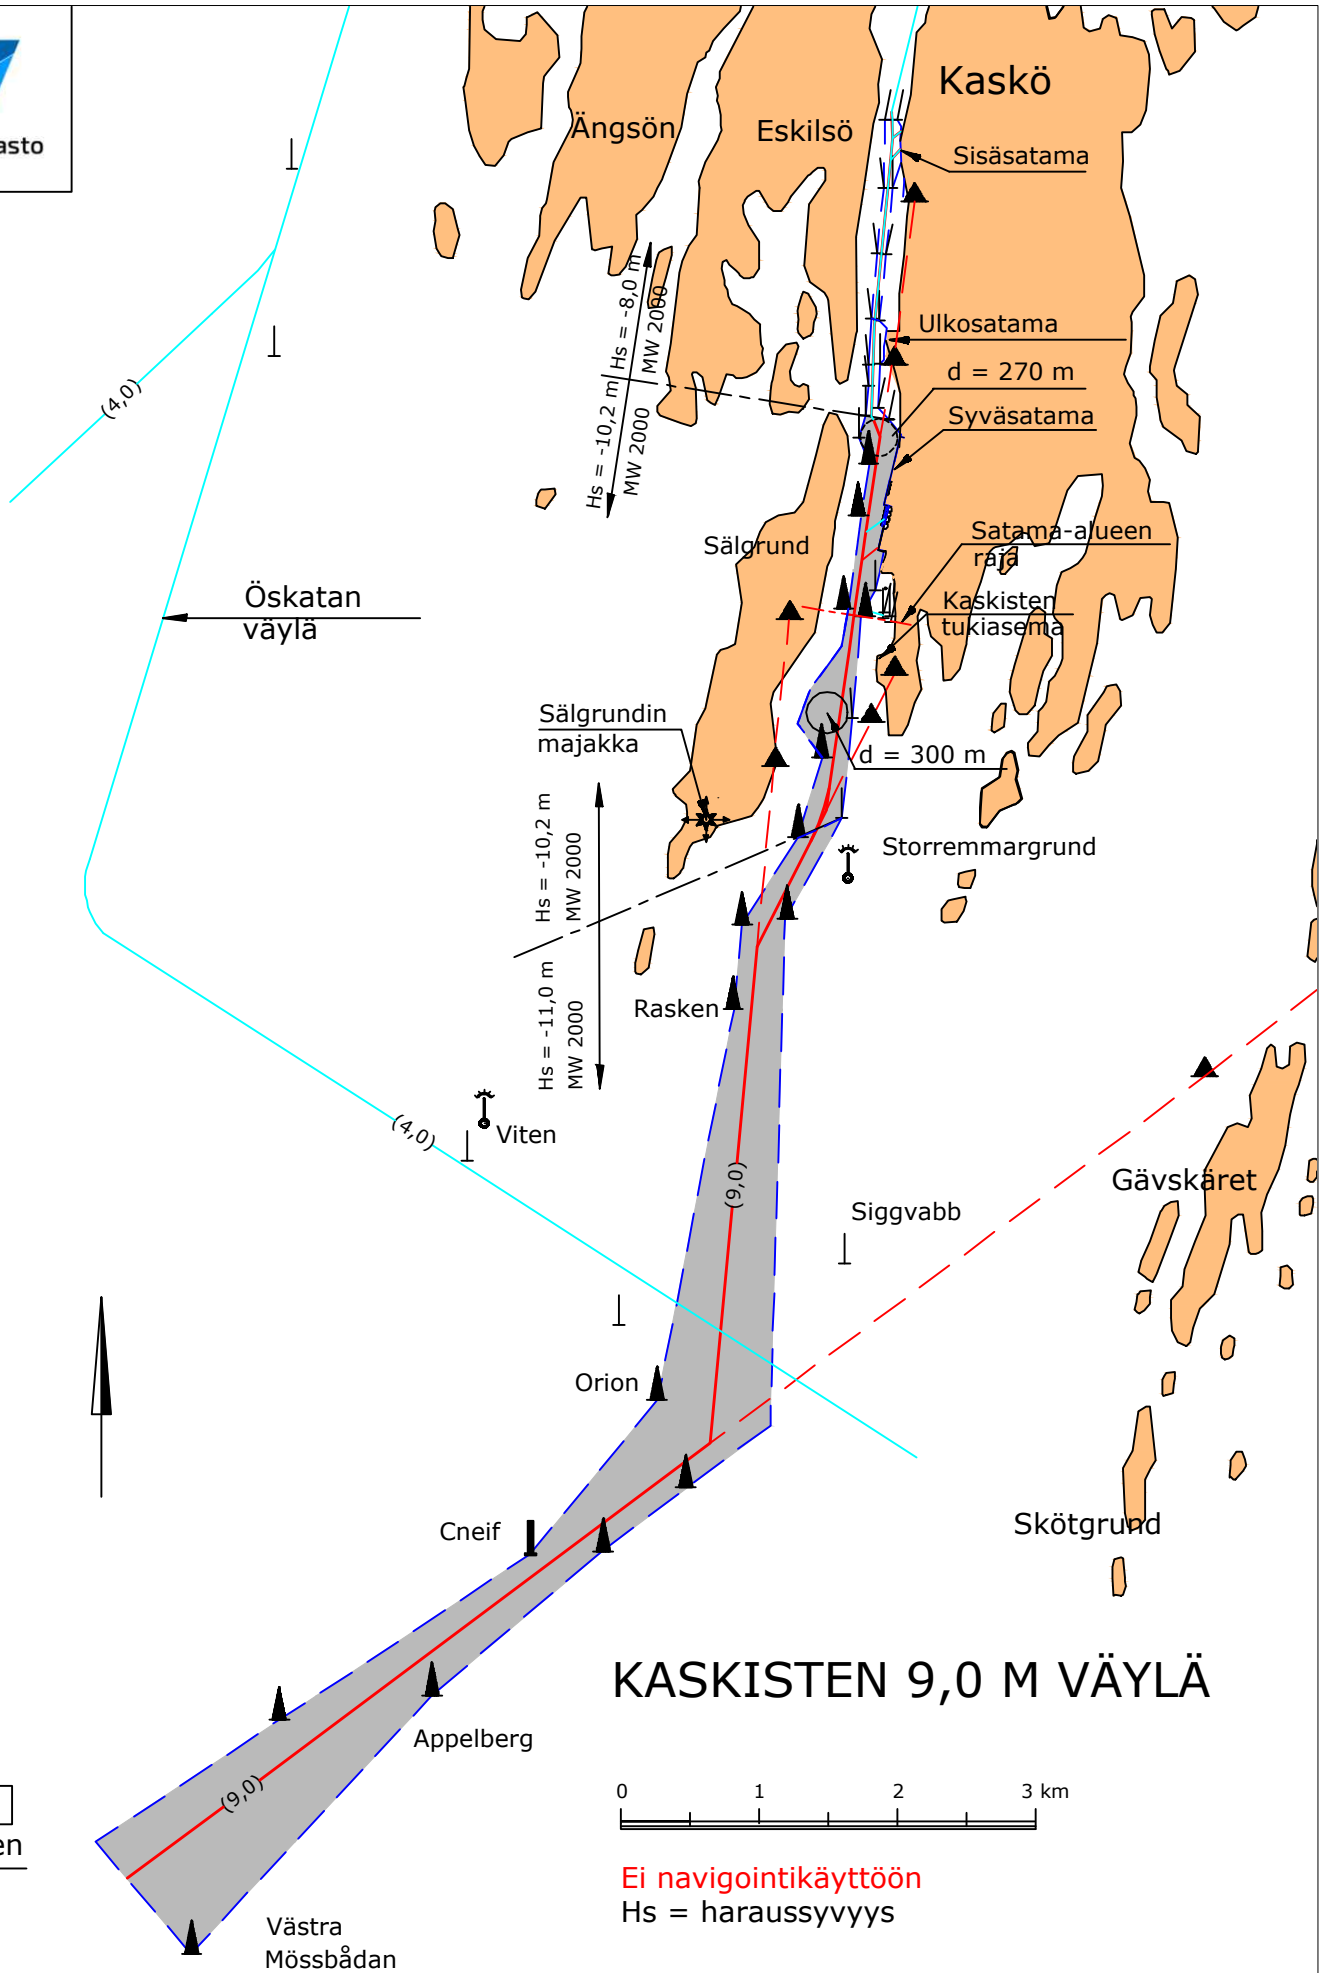 asto
Kaskö
Ängsön
Eskilsö
Sisäsatama
Hs = -8,0 m
MW 2000
Hs = -10,2 m
MW 2000
Ulkosatama
d = 270 m
Syväsatama
(4,0)
Sälgrund
Satama-alueen
raja
Kaskisten
tukiasema
Öskatan
väylä
Sälgrundin
majakka
d = 300 m
Hs = -10,2 m
MW 2000
Storremmargrund
Hs = -11,0 m
MW 2000
Rasken
(4,0)
Viten
(9,0)
Gävskäret
Siggvabb
Orion
Cneif
Skötgrund
KASKISTEN 9,0 M VÄYLÄ
Appelberg
(9,0)
0 1 2 3 km
en
Ei navigointikäyttöön
Hs = haraussyvyys
Västra
Mössbådan